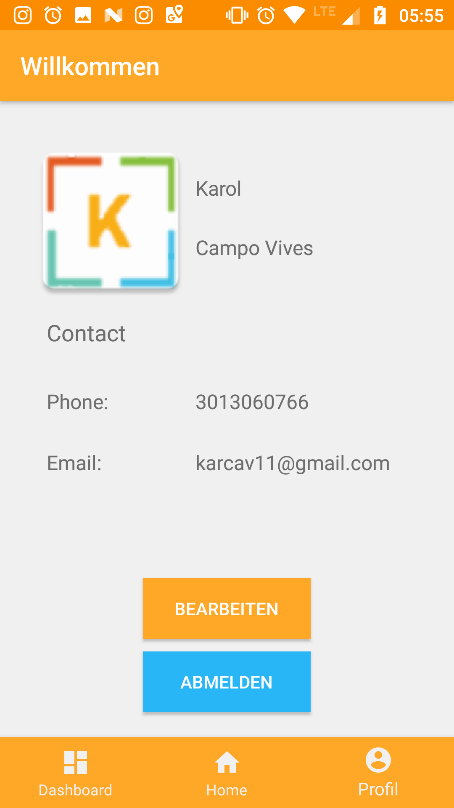 LTE 05:55
Willkommen
K
Karol
Campo Vives
Contact
Phone: 3013060766
Email: karcav11@gmail.com
BEARBEITEN
ABMELDEN
Dashboard Home Profil